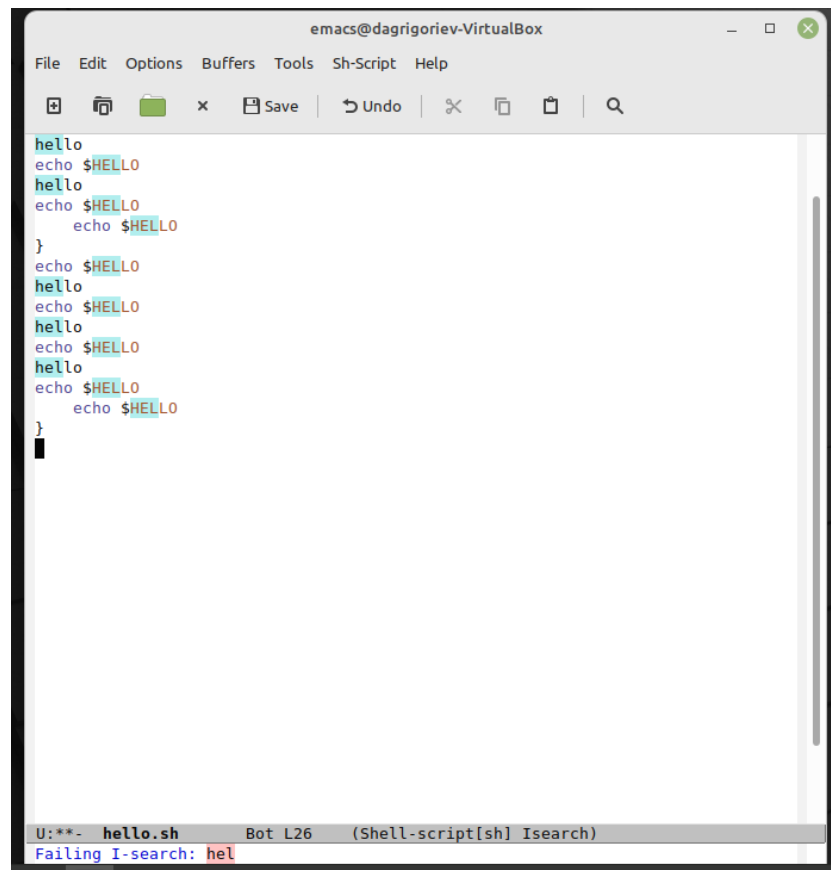 emacs@dagrigoriev-VirtualBox
File Edit Options Buffers Tools Sh-Script Help
Save Undo
hello
echo $HELLO
hello
echo $HELLO
    echo $HELLO
}
echo $HELLO
hello
echo $HELLO
hello
echo $HELLO
hello
echo $HELLO
    echo $HELLO
}
U:**-  hello.sh       Bot L26    (Shell-script[sh] Isearch)
Failing I-search: hel